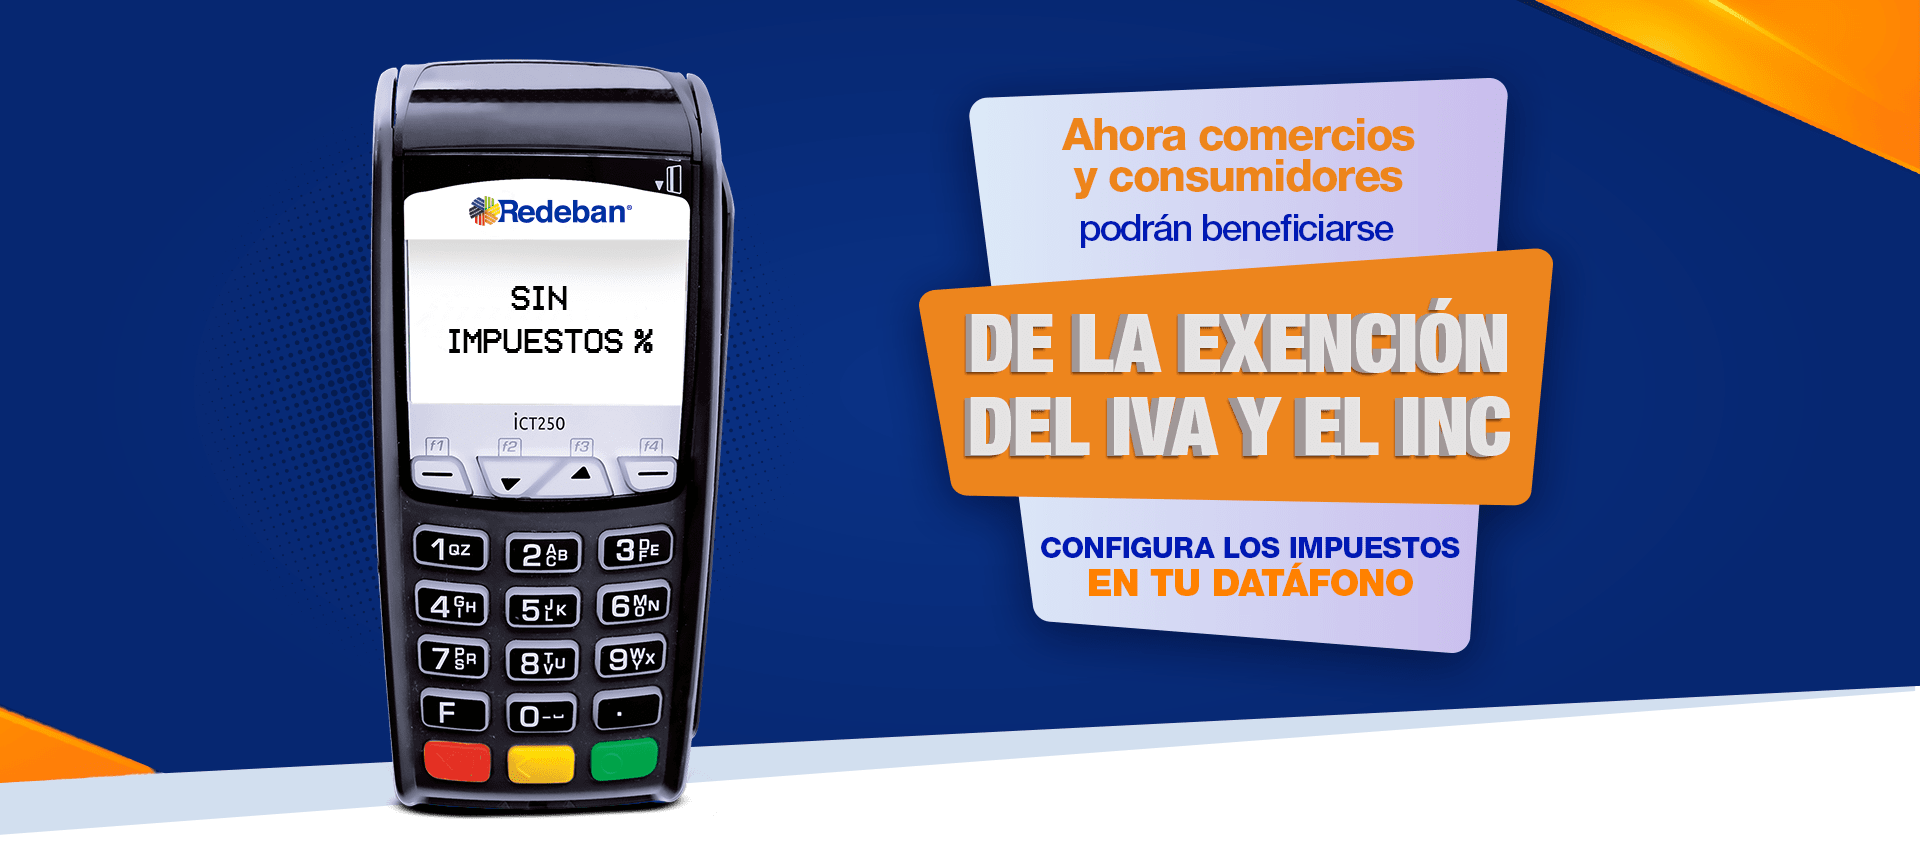 Redeban®
SIN
IMPUESTOS %
iCT250
f1 f2 f3 f4
1 QZ 2 ABC 3 DEF
4 GHI 5 JKL 6 MNO
7 PRS 8 TUV 9 WXY
F 0 .
Ahora comercios
y consumidores
podrán beneficiarse
DE LA EXENCIÓN
DEL IVA Y EL INC
CONFIGURA LOS IMPUESTOS
EN TU DATÁFONO